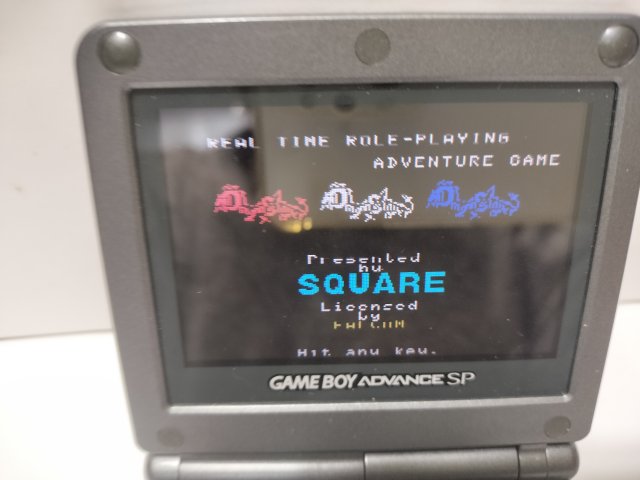 REAL TIME ROLE-PLAYING
ADVENTURE GAME
Presented
by
SQUARE
Licensed
by
FALCOM
Hit any key.
GAME BOY ADVANCE SP